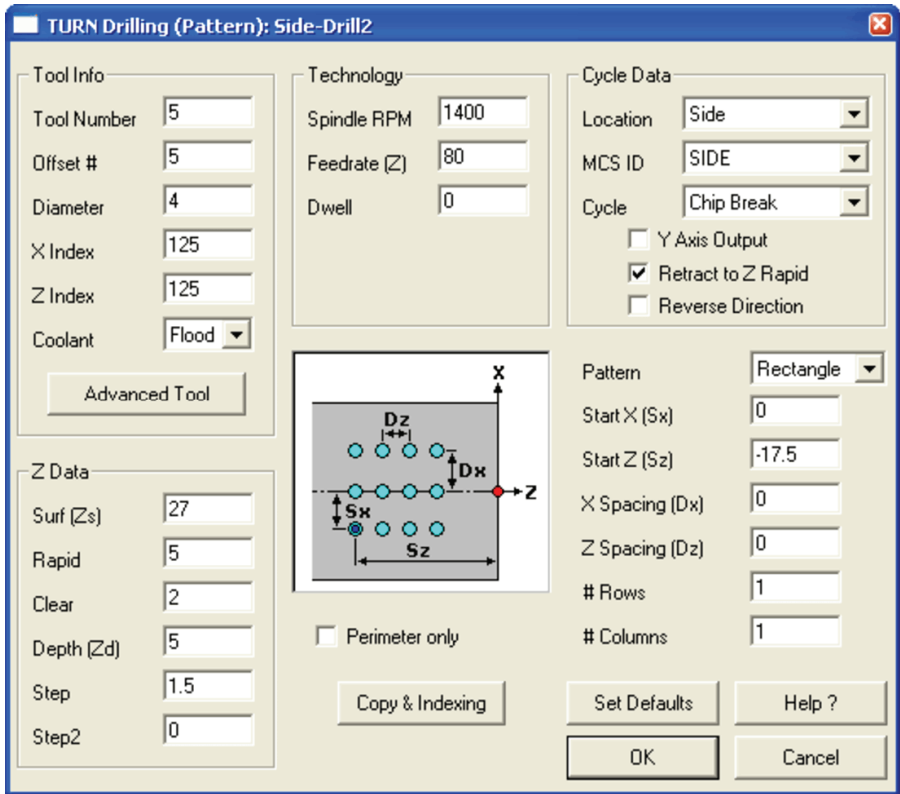 TURN Drilling (Pattern): Side-Drill2
Tool Info
Tool Number 5
Offset # 5
Diameter 4
X Index 125
Z Index 125
Coolant Flood
Advanced Tool
Z Data
Surf (Zs) 27
Rapid 5
Clear 2
Depth (Zd) 5
Step 1.5
Step2 0
Technology
Spindle RPM 1400
Feedrate (Z) 80
Dwell 0
X
Dz
Dx
Z
Sx
Sz
Perimeter only
Copy & Indexing
Cycle Data
Location Side
MCS ID SIDE
Cycle Chip Break
Y Axis Output
Retract to Z Rapid
Reverse Direction
Pattern Rectangle
Start X (Sx) 0
Start Z (Sz) -17.5
X Spacing (Dx) 0
Z Spacing (Dz) 0
# Rows 1
# Columns 1
Set Defaults
Help ?
OK
Cancel